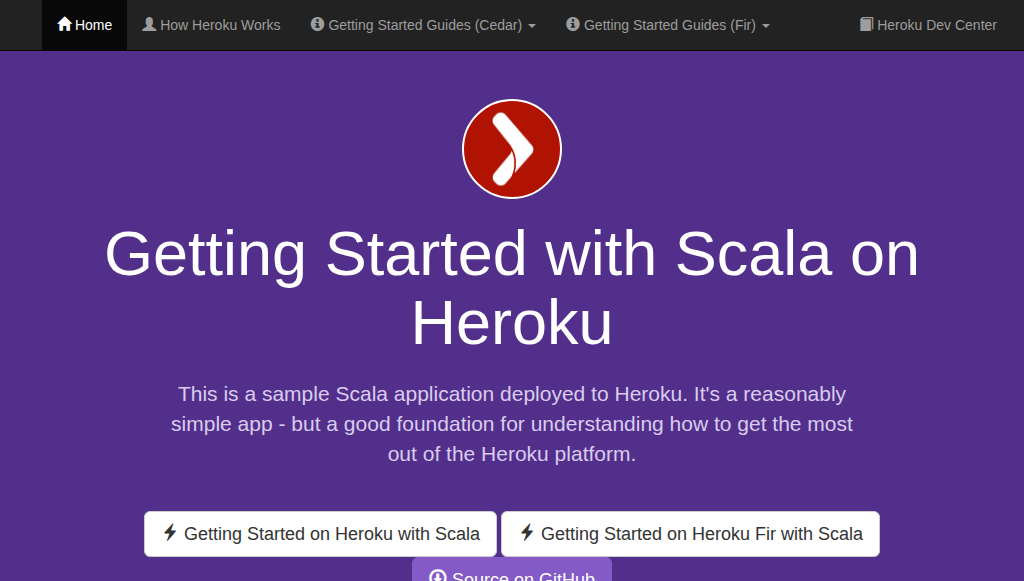 Home How Heroku Works Getting Started Guides (Cedar) Getting Started Guides (Fir) Heroku Dev Center
Getting Started with Scala on
Heroku
This is a sample Scala application deployed to Heroku. It's a reasonably
simple app - but a good foundation for understanding how to get the most
out of the Heroku platform.
Getting Started on Heroku with Scala Getting Started on Heroku Fir with Scala
Source on GitHub